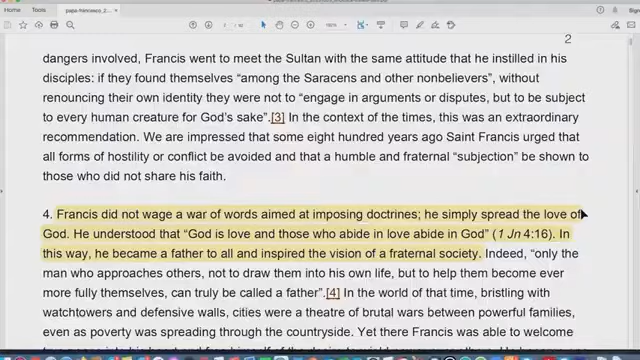 Home
Tools
papa-francisco_2...
2
dangers involved, Francis went to meet the Sultan with the same attitude that he instilled in his
disciples: if they found themselves “among the Saracens and other nonbelievers”, without
renouncing their own identity they were not to “engage in arguments or disputes, but to be subject
to every human creature for God’s sake”.[3] In the context of the times, this was an extraordinary
recommendation. We are impressed that some eight hundred years ago Saint Francis urged that
all forms of hostility or conflict be avoided and that a humble and fraternal “subjection” be shown to
those who did not share his faith.
4. Francis did not wage a war of words aimed at imposing doctrines; he simply spread the love of
God. He understood that “God is love and those who abide in love abide in God” (1 Jn 4:16). In
this way, he became a father to all and inspired the vision of a fraternal society. Indeed, “only the
man who approaches others, not to draw them into his own life, but to help them become ever
more fully themselves, can truly be called a father”.[4] In the world of that time, bristling with
watchtowers and defensive walls, cities were a theatre of brutal wars between powerful families,
even as poverty was spreading through the countryside. Yet there Francis was able to welcome